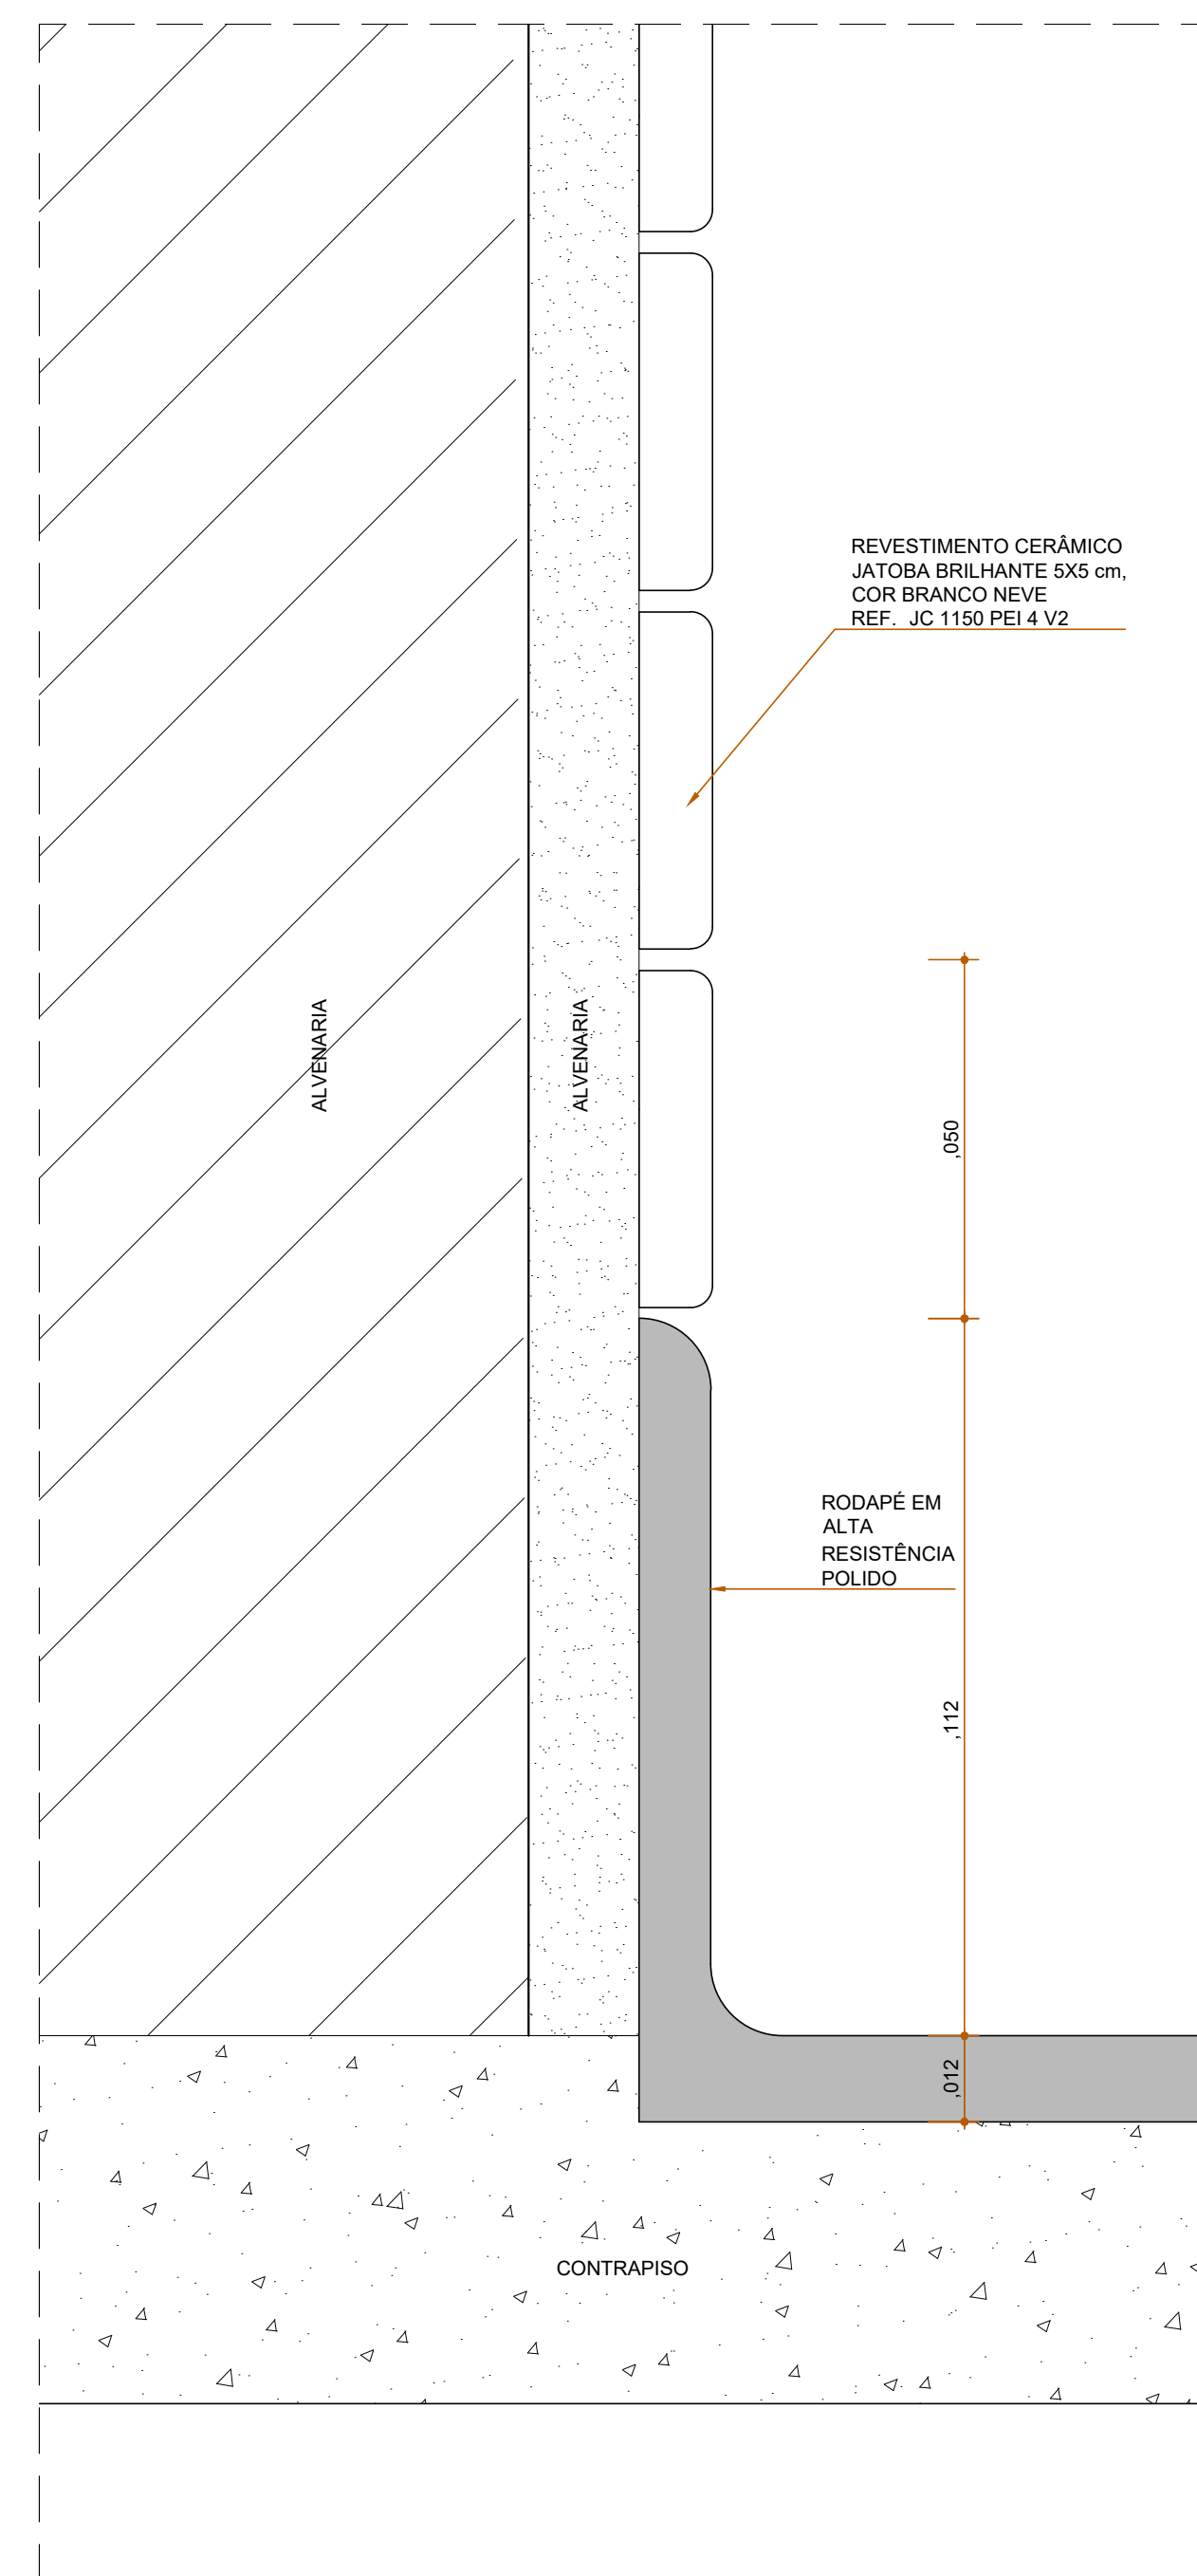 REVESTIMENTO CERÂMICO
JATOBA BRILHANTE 5X5 cm,
COR BRANCO NEVE
REF. JC 1150 PEI 4 V2
ALVENARIA
ALVENARIA
,050
RODAPÉ EM
ALTA
RESISTÊNCIA
POLIDO
,112
,012
CONTRAPISO